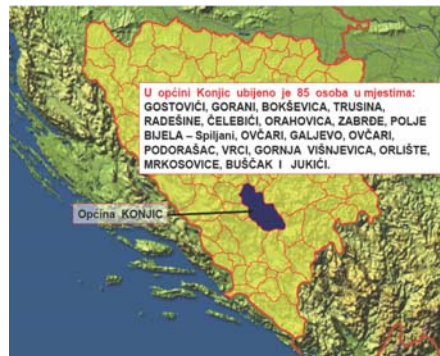 U općini Konjic ubijeno je 85 osoba u mjestima:
GOSTOVIĆI, GORANI, BOKŠEVICA, TRUSINA,
RADEŠINE, ČELEBIĆI, ORAHOVICA, ZABRĐE, POLJE
BIJELA – Spiljani, OVČARI, GALJEVO, OVČARI,
PODORAŠAC, VRCI, GORNJA VIŠNJEVICA, ORLIŠTE,
MRKOSOVICE, BUŠČAK I JUKIĆI.
Općina KONJIC